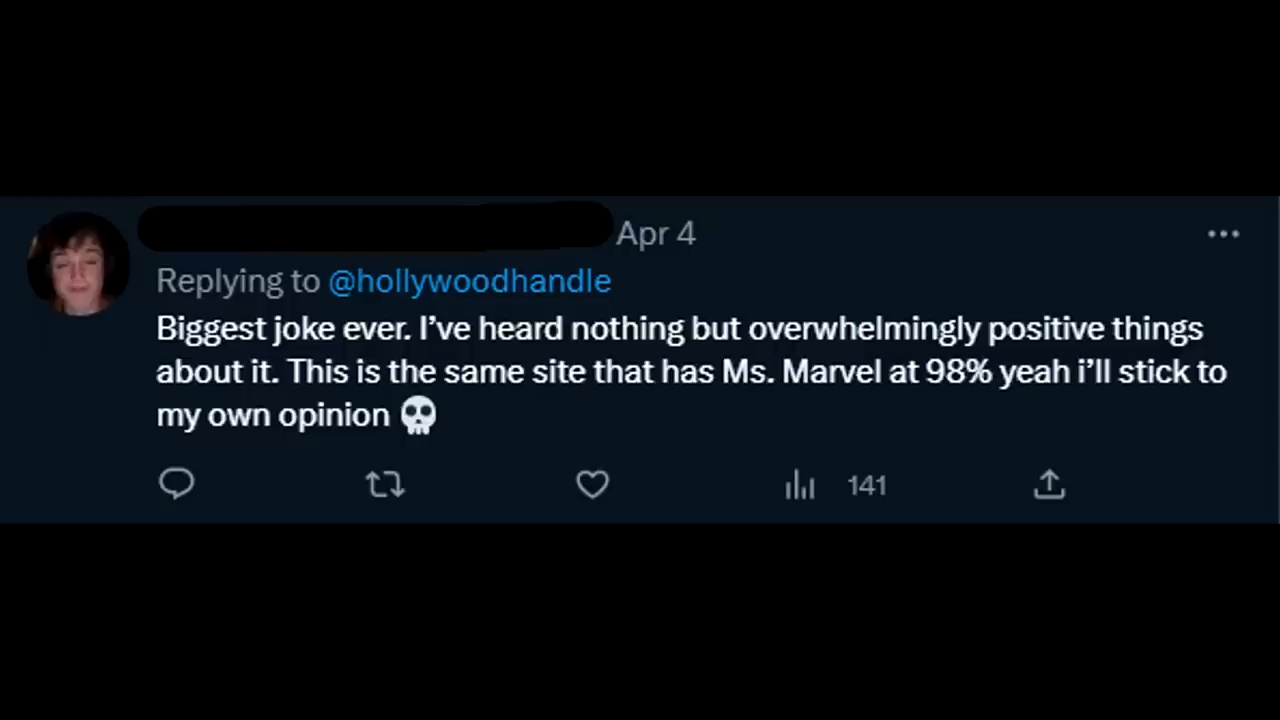 Apr 4
Replying to @hollywoodhandle
Biggest joke ever. I’ve heard nothing but overwhelmingly positive things
about it. This is the same site that has Ms. Marvel at 98% yeah i’ll stick to
my own opinion 💀
141